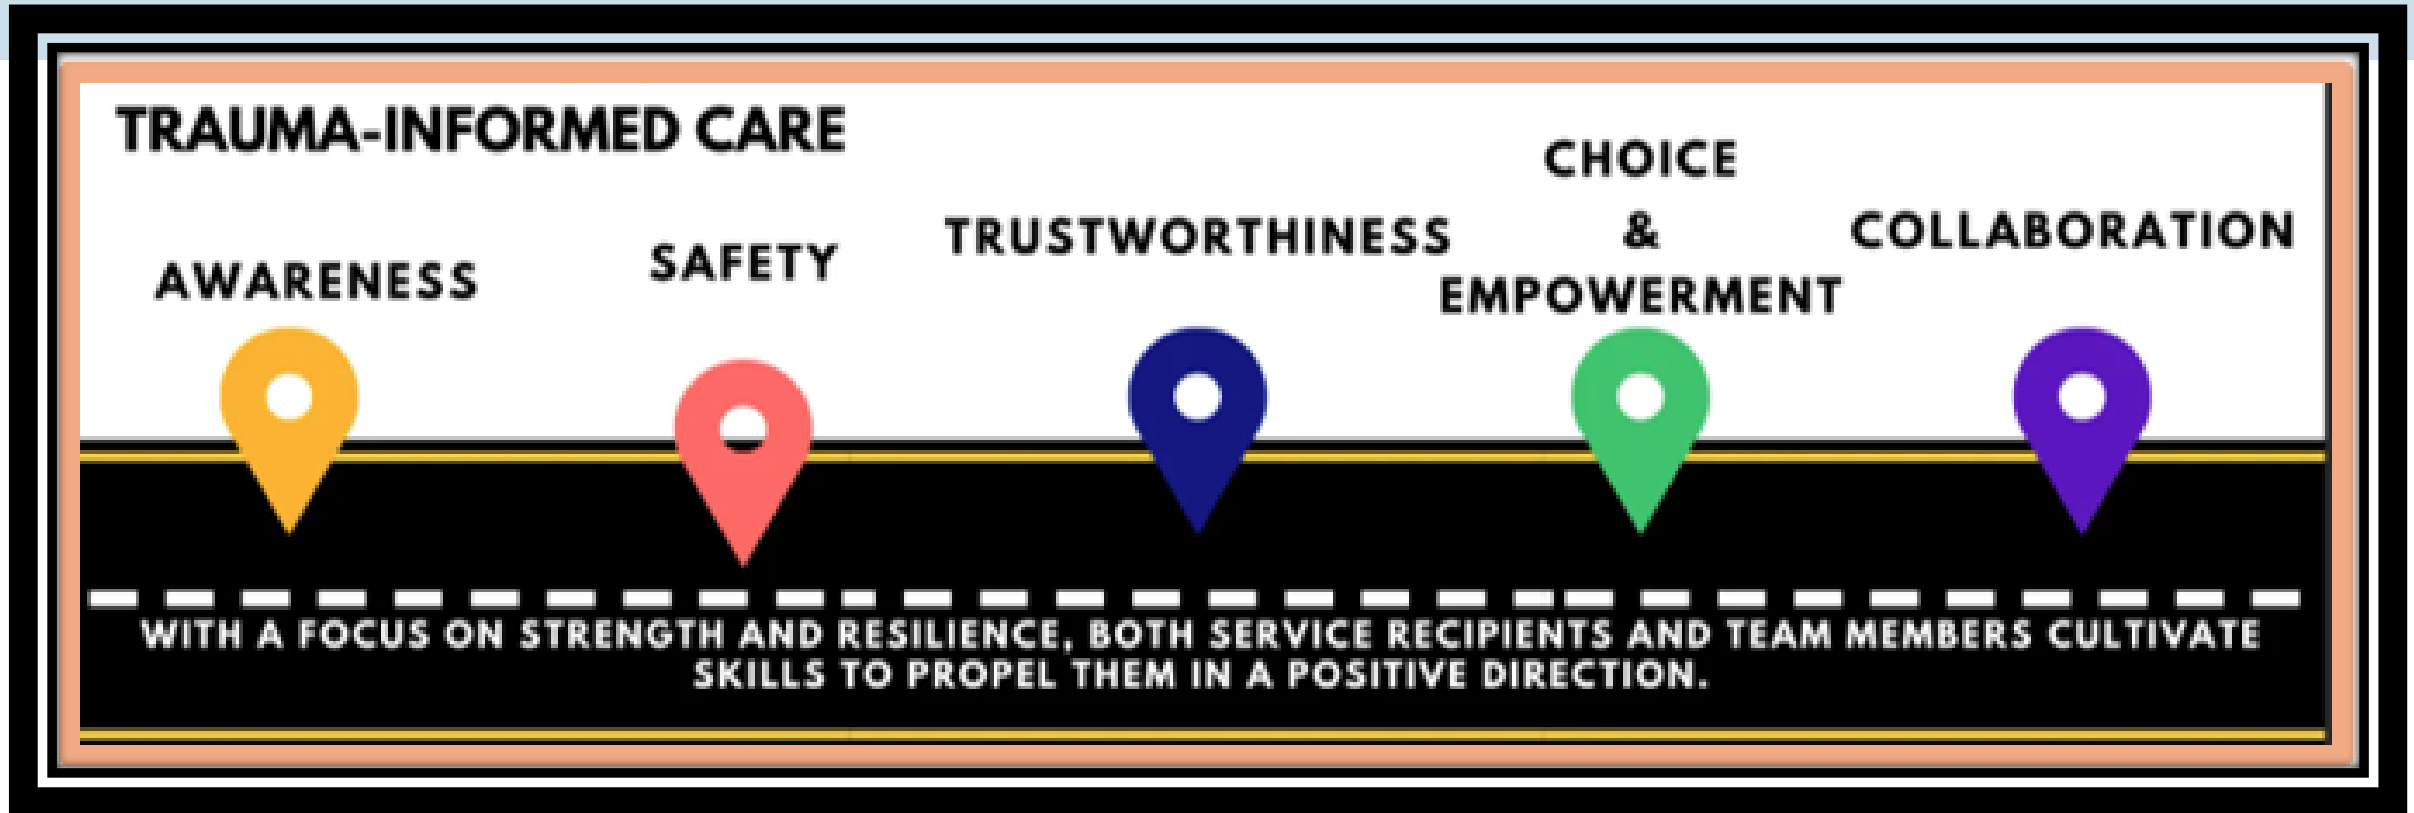 TRAUMA-INFORMED CARE
AWARENESS
SAFETY
TRUSTWORTHINESS
CHOICE
&
EMPOWERMENT
COLLABORATION
WITH A FOCUS ON STRENGTH AND RESILIENCE, BOTH SERVICE RECIPIENTS AND TEAM MEMBERS CULTIVATE
SKILLS TO PROPEL THEM IN A POSITIVE DIRECTION.